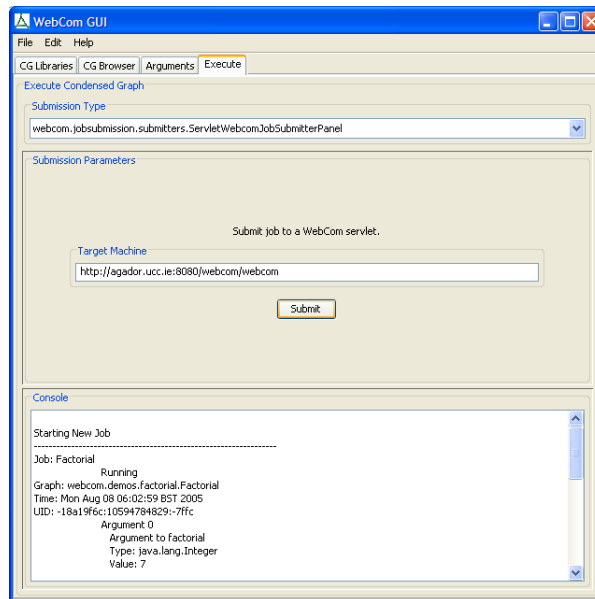 WebCom GUI
File Edit Help
CG Libraries CG Browser Arguments Execute
Execute Condensed Graph
Submission Type
webcom.jobsubmission.submitters.ServletWebcomJobSubmitterPanel
Submission Parameters
Submit job to a WebCom servlet.
Target Machine
http://agador.ucc.ie:8080/webcom/webcom
Submit
Console
Starting New Job
----------------------------------------------------------------
Job: Factorial
Running
Graph: webcom.demos.factorial.Factorial
Time: Mon Aug 08 06:02:59 BST 2005
UID: -18a19f6c:10594784829:-7ffc
Argument 0
Argument to factorial
Type: java.lang.Integer
Value: 7